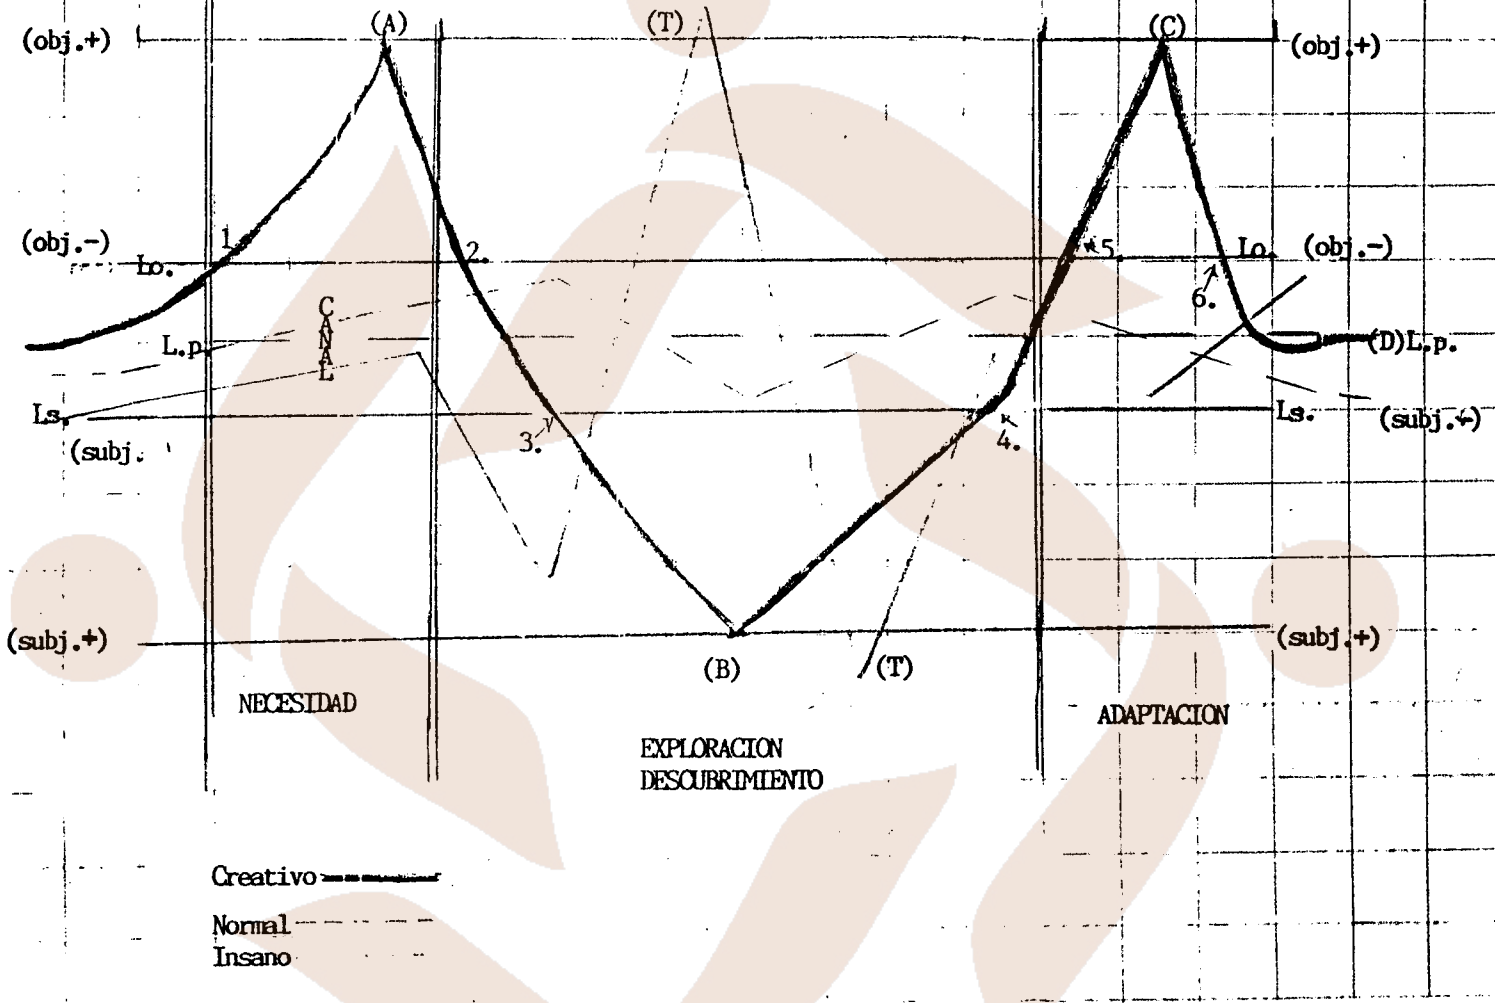 (A) (T) (C)
(obj.+) (obj.+)
1.
(obj.-) 2. 5. Lo. (obj.-)
Lo.
6.
CANAL
L.p. (D)L.p.
Ls. Ls. (subj.+)
3. 4.
(subj.
(subj.+) (subj.+)
(B) (T)
NECESIDAD ADAPTACION
EXPLORACION
DESCUBRIMIENTO
Creativo
Normal
Insano